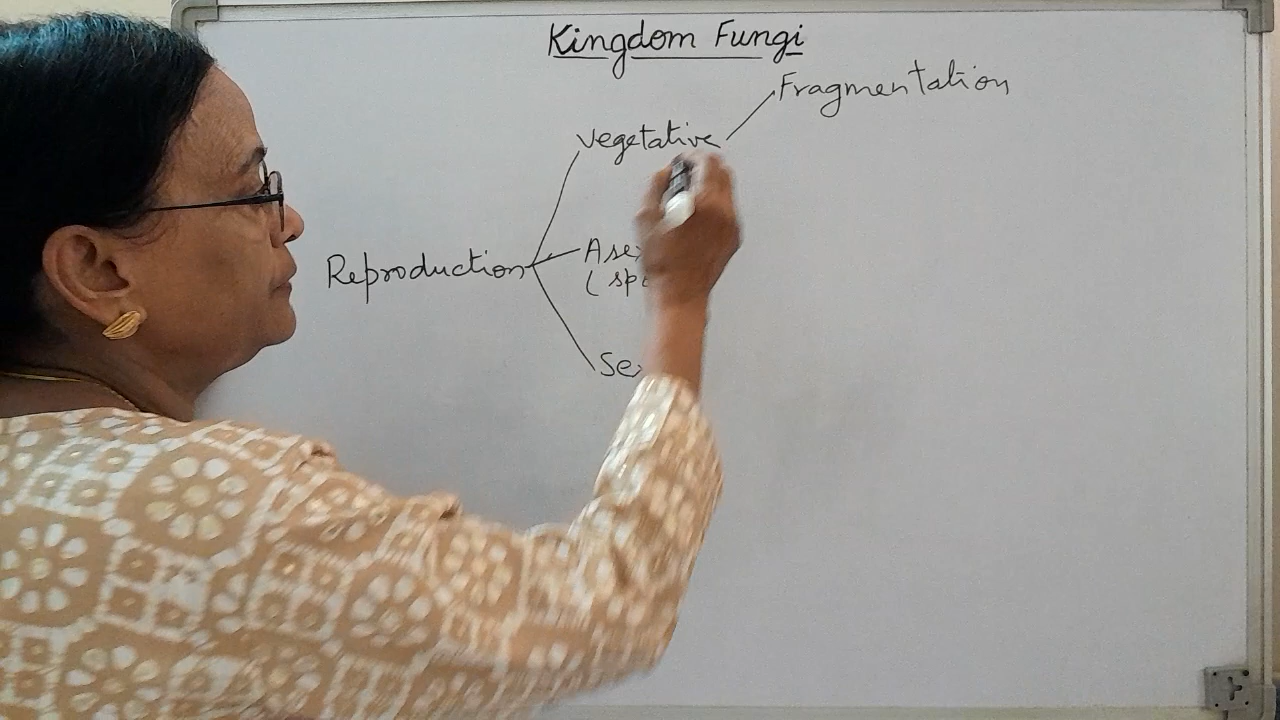 Kingdom Fungi
Fragmentation
vegetative
Reproduction